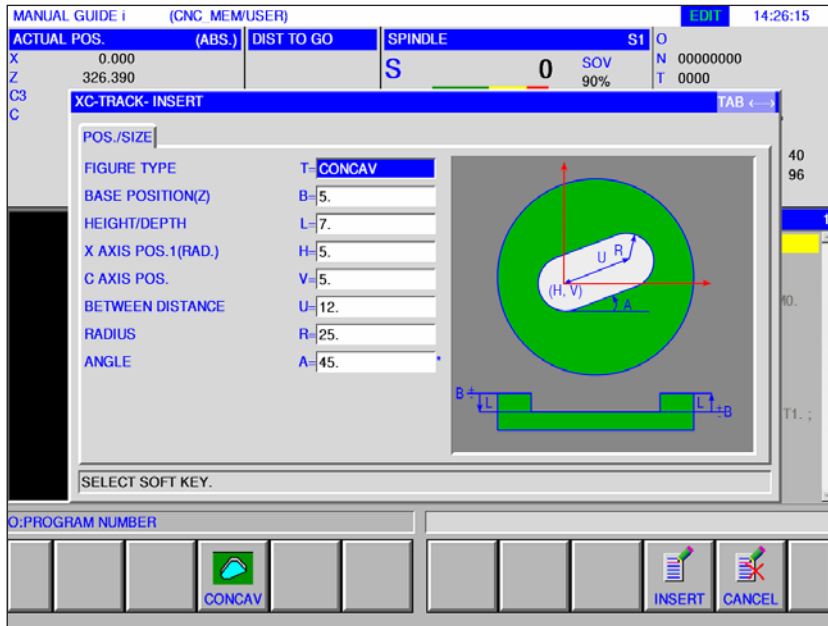 MANUAL GUIDE i (CNC_MEM/USER) EDIT 14:26:15
ACTUAL POS. (ABS.) DIST TO GO SPINDLE S1 O
X 0.000 S 0 SOV N 00000000
Z 326.390 90% T 0000
C3
C
XC-TRACK- INSERT TAB ←→
POS./SIZE
FIGURE TYPE T=CONCAV
BASE POSITION(Z) B=5.
HEIGHT/DEPTH L=7.
X AXIS POS.1(RAD.) H=5.
C AXIS POS. V=5.
BETWEEN DISTANCE U=12.
RADIUS R=25.
ANGLE A=45. *
U R
(H, V)
A
B L L B
40
96
1
M0.
T1. ;
SELECT SOFT KEY.
O:PROGRAM NUMBER
CONCAV INSERT CANCEL